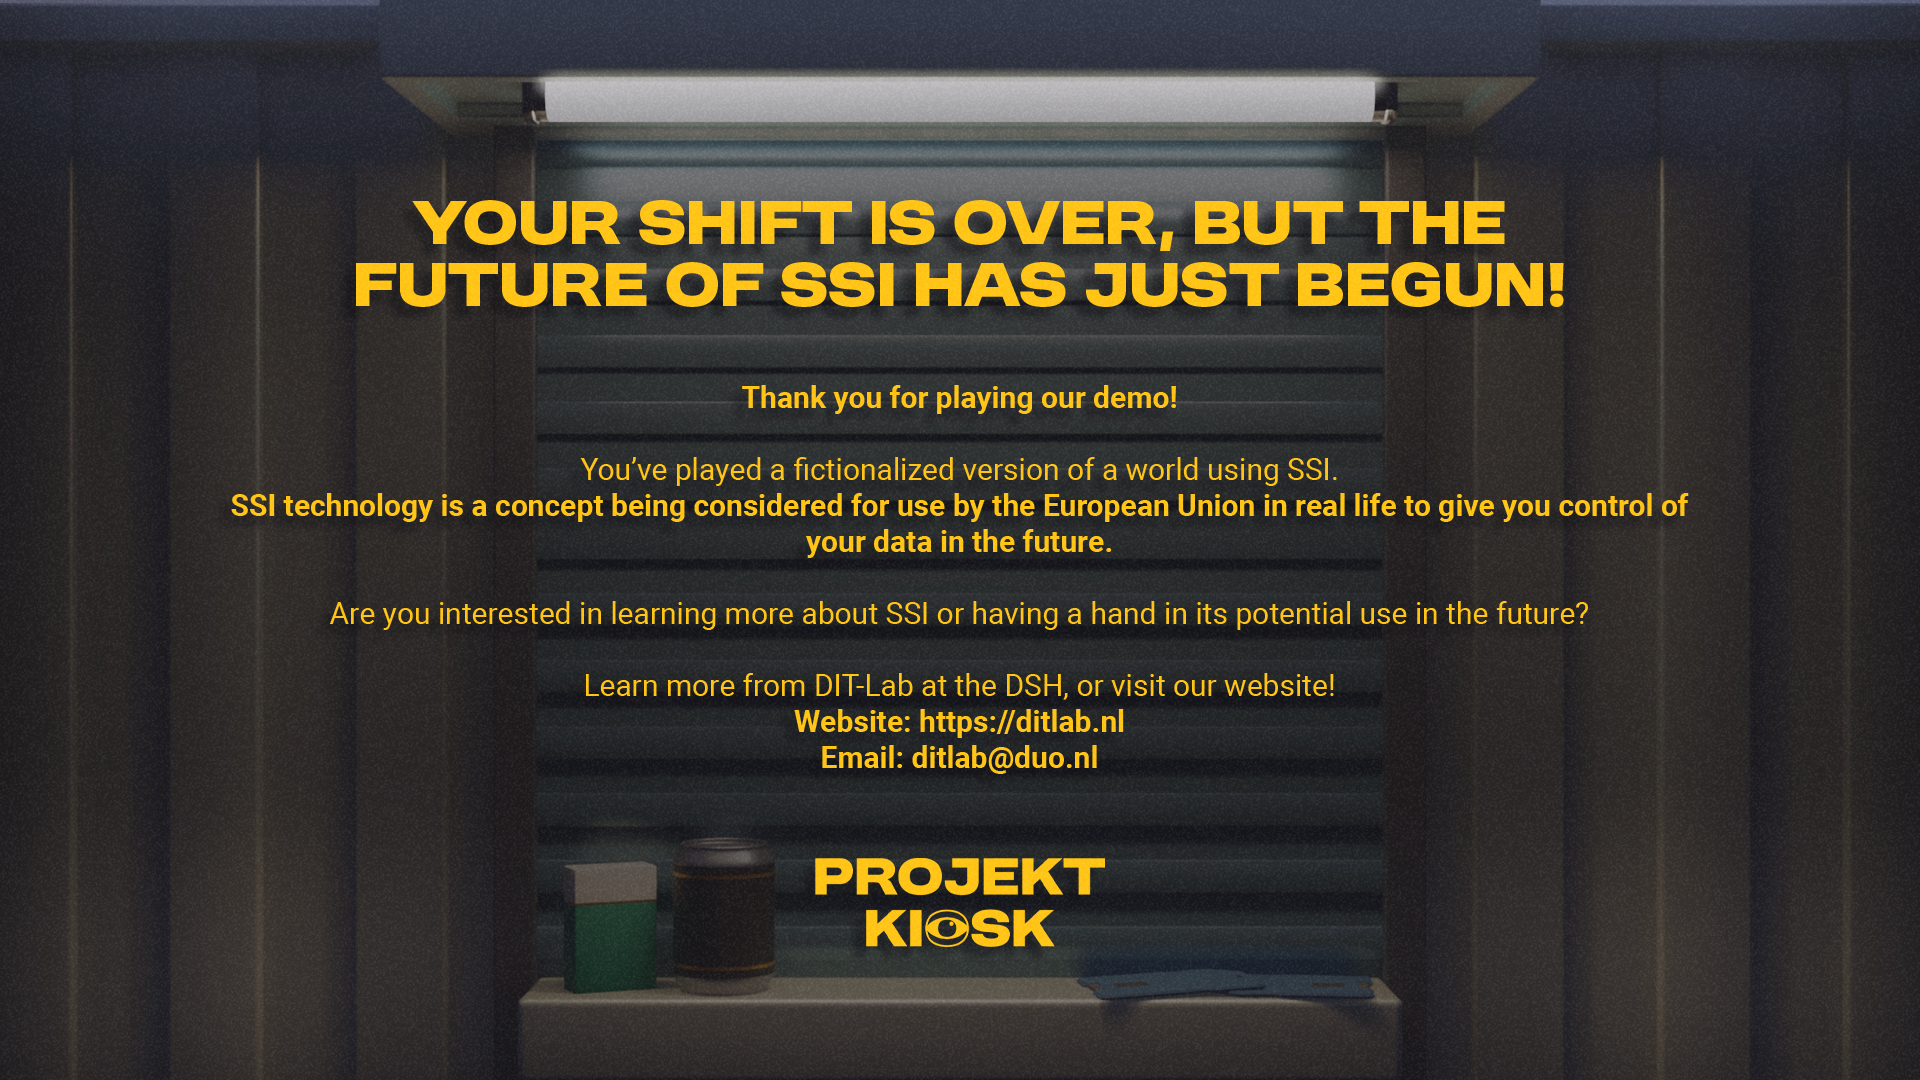 YOUR SHIFT IS OVER, BUT THE
FUTURE OF SSI HAS JUST BEGUN!
Thank you for playing our demo!
You’ve played a fictionalized version of a world using SSI.
SSI technology is a concept being considered for use by the European Union in real life to give you control of
your data in the future.
Are you interested in learning more about SSI or having a hand in its potential use in the future?
Learn more from DIT-Lab at the DSH, or visit our website!
Website: https://ditlab.nl
Email: ditlab@duo.nl
PROJEKT
KIOSK